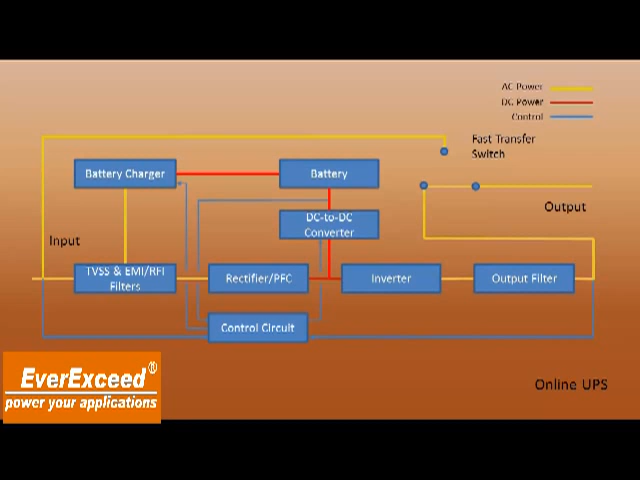 AC Power
DC Power
Control
Fast Transfer
Switch
Battery Charger
Battery
DC-to-DC
Converter
Output
Input
TVSS & EMI/RFI
Filters
Rectifier/PFC
Inverter
Output Filter
Control Circuit
EverExceed®
power your applications
Online UPS